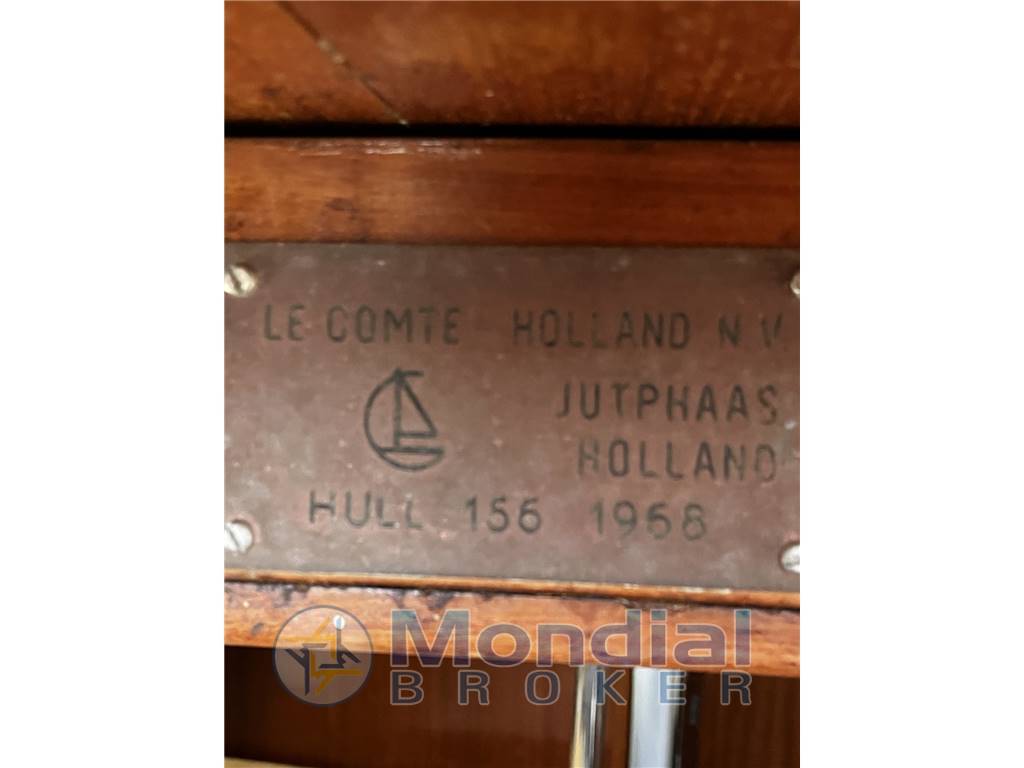 LE COMTE HOLLAND N.V.
JUTPHAAS
HOLLAND
HULL 156 1968
Mondial
BROKER